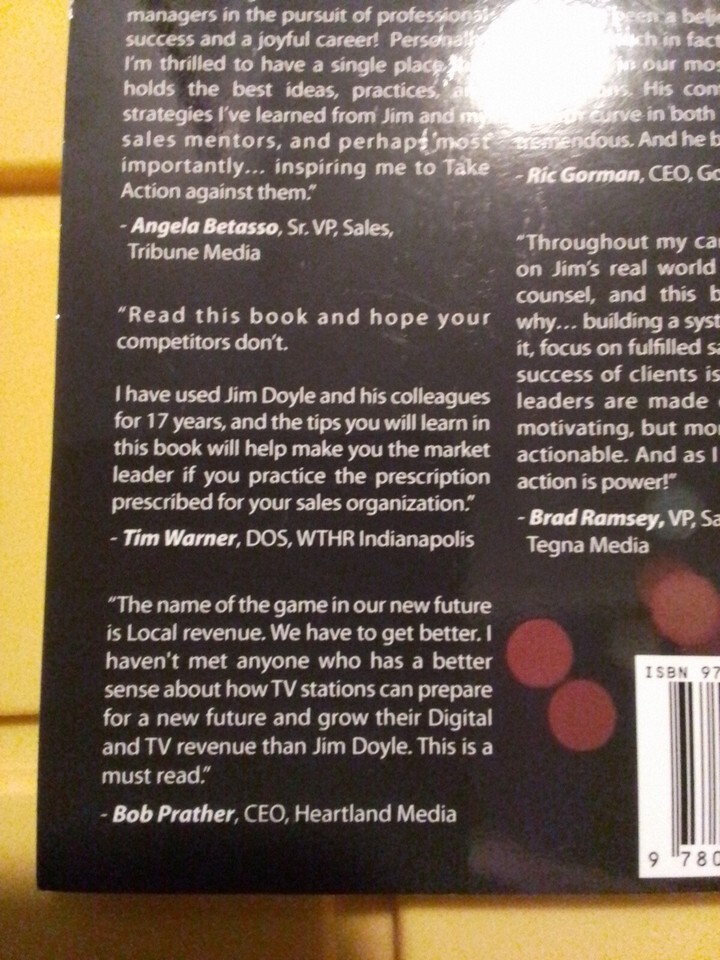 managers in the pursuit of professional
success and a joyful career! Personally
I'm thrilled to have a single place
holds the best ideas, practices,
strategies I've learned from Jim and my
sales mentors, and perhaps most
importantly... inspiring me to Take
Action against them."
- Angela Betasso, Sr. VP, Sales,
Tribune Media
"Read this book and hope your
competitors don't.
I have used Jim Doyle and his colleagues
for 17 years, and the tips you will learn in
this book will help make you the market
leader if you practice the prescription
prescribed for your sales organization."
- Tim Warner, DOS, WTHR Indianapolis
"The name of the game in our new future
is Local revenue. We have to get better. I
haven't met anyone who has a better
sense about how TV stations can prepare
for a new future and grow their Digital
and TV revenue than Jim Doyle. This is a
must read."
- Bob Prather, CEO, Heartland Media
been a
in fact
in our
His
curve in both
tremendous. And he
- Ric Gorman, CEO,
"Throughout my
on Jim's real world
counsel, and this
why... building a
it, focus on fulfilled
success of clients is
leaders are made
motivating, but
actionable. And as I
action is power!"
- Brad Ramsey, VP,
Tegna Media
ISBN 97
9 780